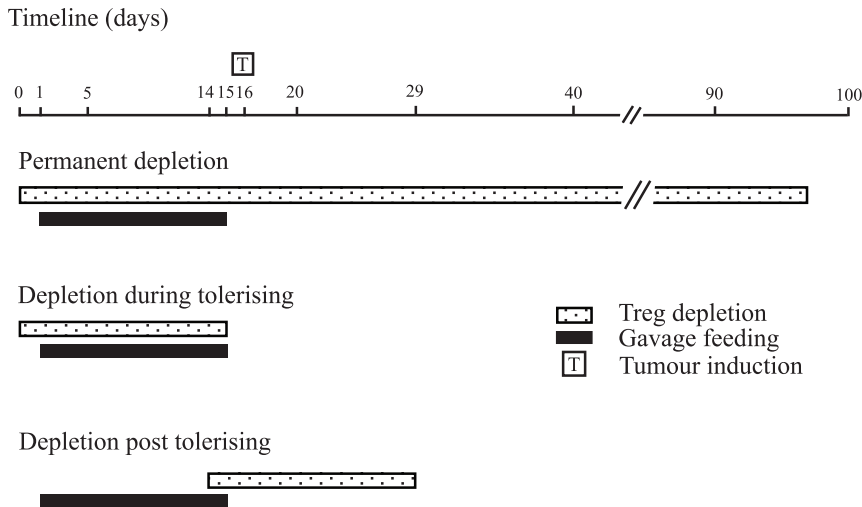 Timeline (days)
T
0 1 5 14 15 16 20 29 40 90 100
Permanent depletion
Depletion during tolerising
Treg depletion
Gavage feeding
T Tumour induction
Depletion post tolerising